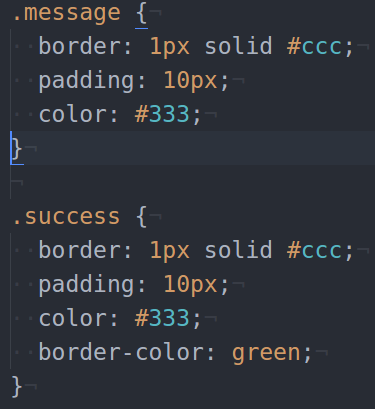 .message {
  border: 1px solid #ccc;
  padding: 10px;
  color: #333;
}

.success {
  border: 1px solid #ccc;
  padding: 10px;
  color: #333;
  border-color: green;
}